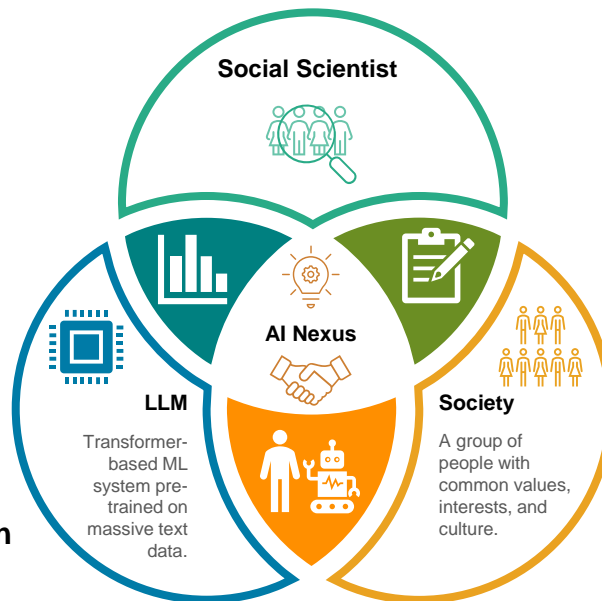 Social Scientist
AI Nexus
LLM
Transformer-
based ML
system pre-
trained on
massive text
data.
Society
A group of
people with
common values,
interests, and
culture.